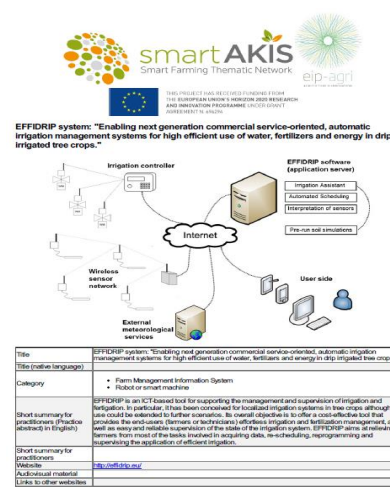 smartAKIS
Smart Farming Thematic Network
eip-agri
THIS PROJECT HAS RECEIVED FUNDING FROM
THE EUROPEAN UNION'S HORIZON 2020 RESEARCH
AND INNOVATION PROGRAMME UNDER GRANT
AGREEMENT N. 696294
EFFIDRIP system: "Enabling next generation commercial service-oriented, automatic
irrigation management systems for high efficient use of water, fertilizers and energy in drip
irrigated tree crops."
Irrigation controller
EFFIDRIP software
(application server)
Irrigation Assistant
Automated Scheduling
Interpretation of sensors
Pre-run soil simulations
Internet
Wireless
sensor
network
User side
External
meteorological
services
Title
EFFIDRIP system: "Enabling next generation commercial service-oriented, automatic irrigation
management systems for high efficient use of water, fertilizers and energy in drip irrigated tree crop
Title (native language)
Category
• Farm Management Information System
• Robot or smart machine
Short summary for
practitioners (Practice
abstract) in English)
EFFIDRIP is an ICT-based tool for supporting the management and supervision of irrigation and
fertigation. In particular, it has been conceived for localized irrigation systems in tree crops although
use could be extended to further scenarios. Its overall objective is to offer a cost-effective tool that
provides the end-users (farmers or technicians) effortless irrigation and fertilization management, a
well as easy and reliable supervision of the state of the irrigation system. EFFIDRIP aims at relievin
farmers from most of the tasks involved in acquiring data, re-scheduling, reprogramming and
supervising the application of efficient irrigation.
Short summary for
practitioners
Website
http://effidrip.eu/
Audiovisual material
Links to other websites